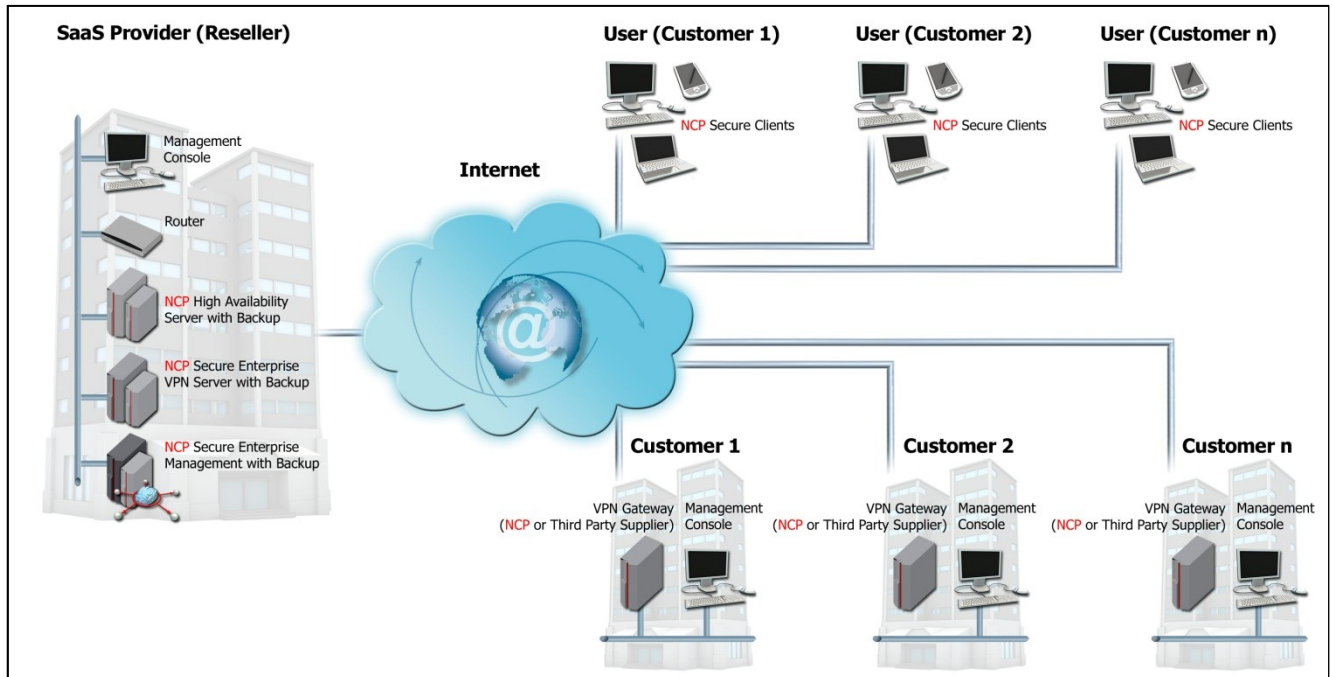 SaaS Provider (Reseller)
Management
Console
Router
NCP High Availability
Server with Backup
NCP Secure Enterprise
VPN Server with Backup
NCP Secure Enterprise
Management with Backup
Internet
@
User (Customer 1)
NCP Secure Clients
User (Customer 2)
NCP Secure Clients
User (Customer n)
NCP Secure Clients
Customer 1
VPN Gateway
(NCP or Third Party Supplier)
Management
Console
Customer 2
VPN Gateway
(NCP or Third Party Supplier)
Management
Console
Customer n
VPN Gateway
(NCP or Third Party Supplier)
Management
Console